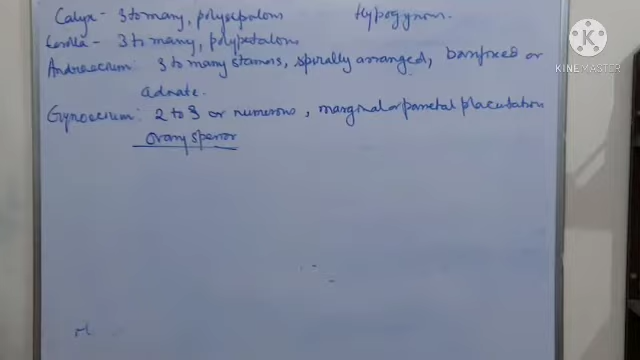 Calyx - 3 to many, polysepalous Hypogynous.
Corolla - 3 to many, polypetalous
Androecium: 3 to many stamens, spirally arranged, basifixed or
adnate.
Gynoecium: 2 to 3 or numerous, marginal or parietal placentation
Ovary sperior
K
KINEMASTER